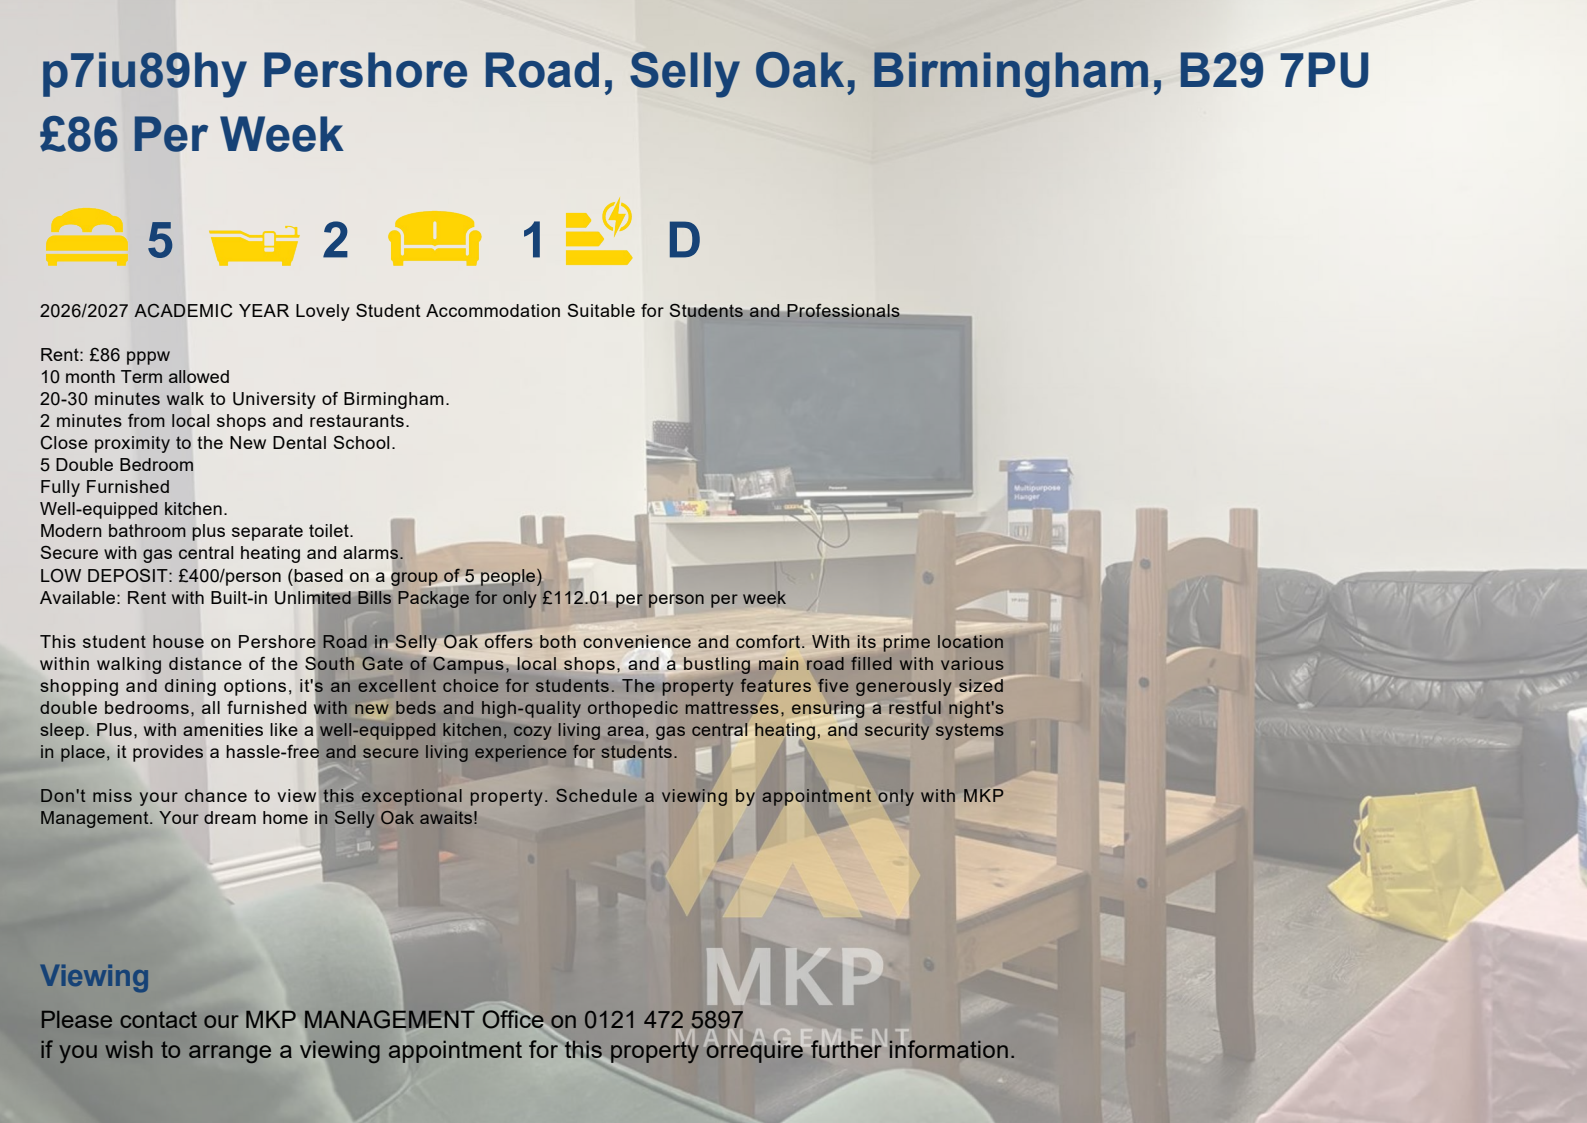 p7iu89hy Pershore Road, Selly Oak, Birmingham, B29 7PU
£86 Per Week
5 2 1 D
2026/2027 ACADEMIC YEAR Lovely Student Accommodation Suitable for Students and Professionals
Rent: £86 pppw
10 month Term allowed
20-30 minutes walk to University of Birmingham.
2 minutes from local shops and restaurants.
Close proximity to the New Dental School.
5 Double Bedroom
Fully Furnished
Well-equipped kitchen.
Modern bathroom plus separate toilet.
Secure with gas central heating and alarms.
LOW DEPOSIT: £400/person (based on a group of 5 people)
Available: Rent with Built-in Unlimited Bills Package for only £112.01 per person per week
This student house on Pershore Road in Selly Oak offers both convenience and comfort. With its prime location
within walking distance of the South Gate of Campus, local shops, and a bustling main road filled with various
shopping and dining options, it's an excellent choice for students. The property features five generously sized
double bedrooms, all furnished with new beds and high-quality orthopedic mattresses, ensuring a restful night's
sleep. Plus, with amenities like a well-equipped kitchen, cozy living area, gas central heating, and security systems
in place, it provides a hassle-free and secure living experience for students.
Don't miss your chance to view this exceptional property. Schedule a viewing by appointment only with MKP
Management. Your dream home in Selly Oak awaits!
Viewing
Please contact our MKP MANAGEMENT Office on 0121 472 5897
if you wish to arrange a viewing appointment for this property orrequire further information.
MKP
MANAGEMENT
Panasonic
Multipurpose
Hanger